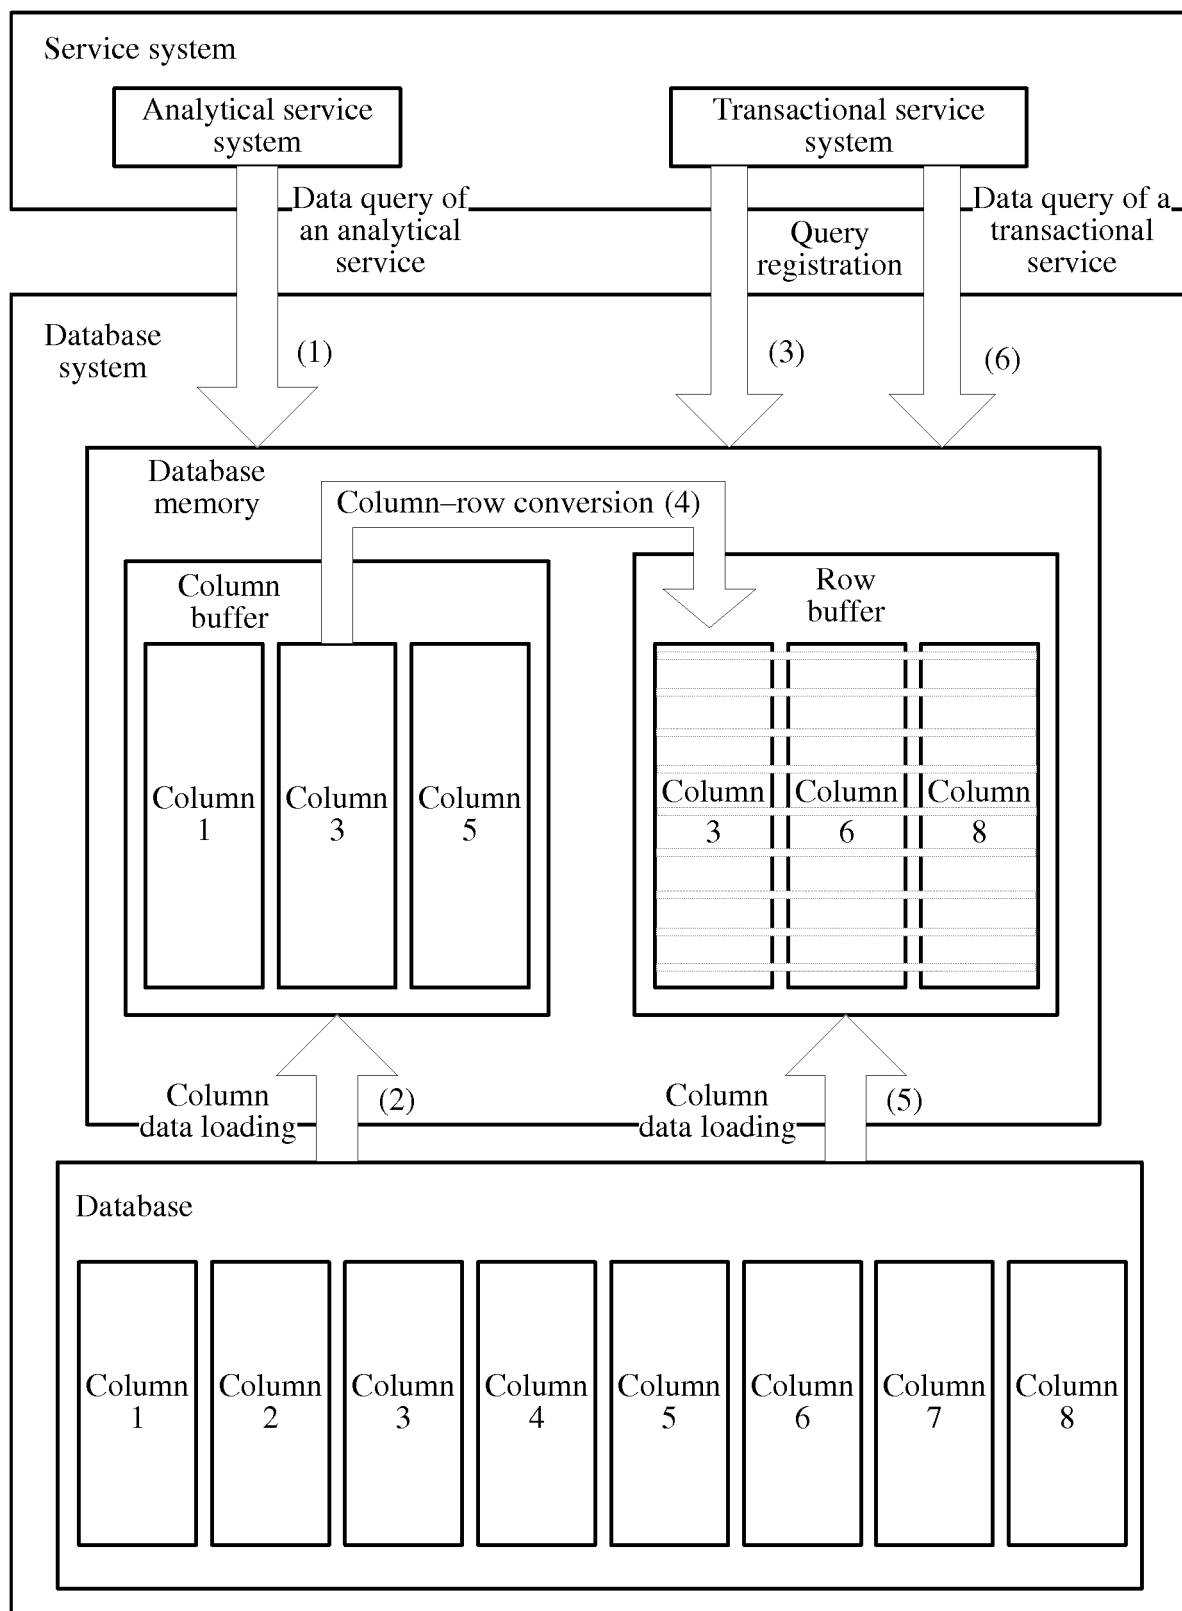 Service system
Analytical service
system
Transactional service
system
Data query of
an analytical
service
Query
registration
Data query of a
transactional
service
Database
system
(1)
(3)
(6)
Database
memory
Column–row conversion (4)
Column
buffer
Row
buffer
Column
1
Column
3
Column
5
Column
3
Column
6
Column
8
Column
data loading
(2)
Column
data loading
(5)
Database
Column
1
Column
2
Column
3
Column
4
Column
5
Column
6
Column
7
Column
8